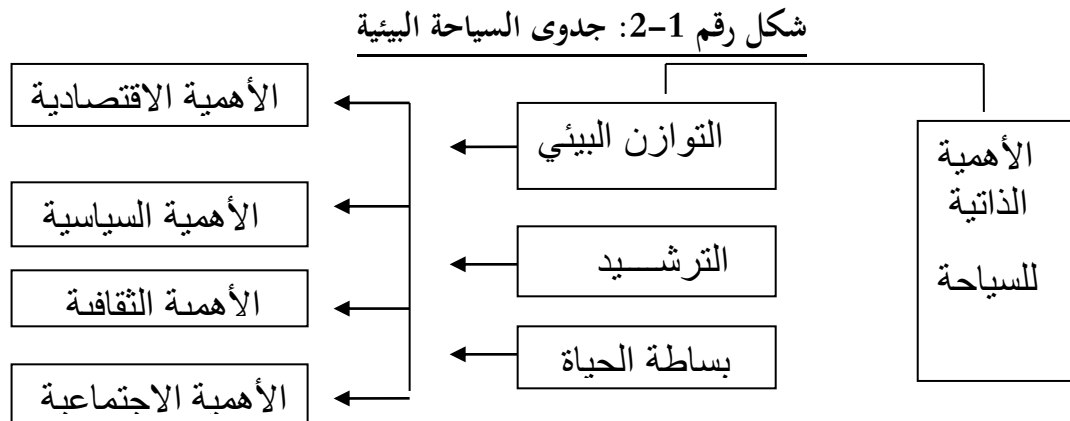 شكل رقم 1-2: جدوى السياحة البيئية
الأهمية
الذاتية
للسياحة
التوازن البيئي
الترشـــيد
بساطة الحياة
الأهمية الاقتصادية
الأهمية السياسية
الأهمية الثقافية
الأهمية الاجتماعية